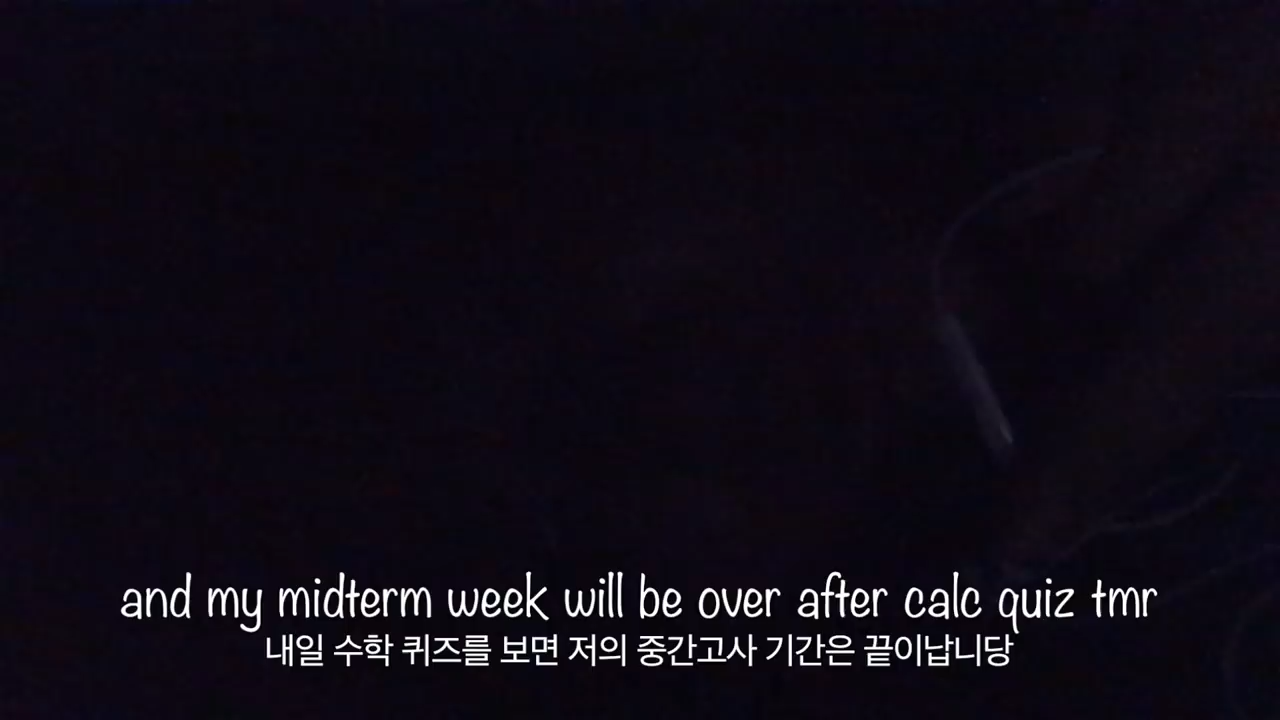 and my midterm week will be over after calc quiz tmr
내일 수학 퀴즈를 보면 저의 중간고사 기간은 끝이납니당